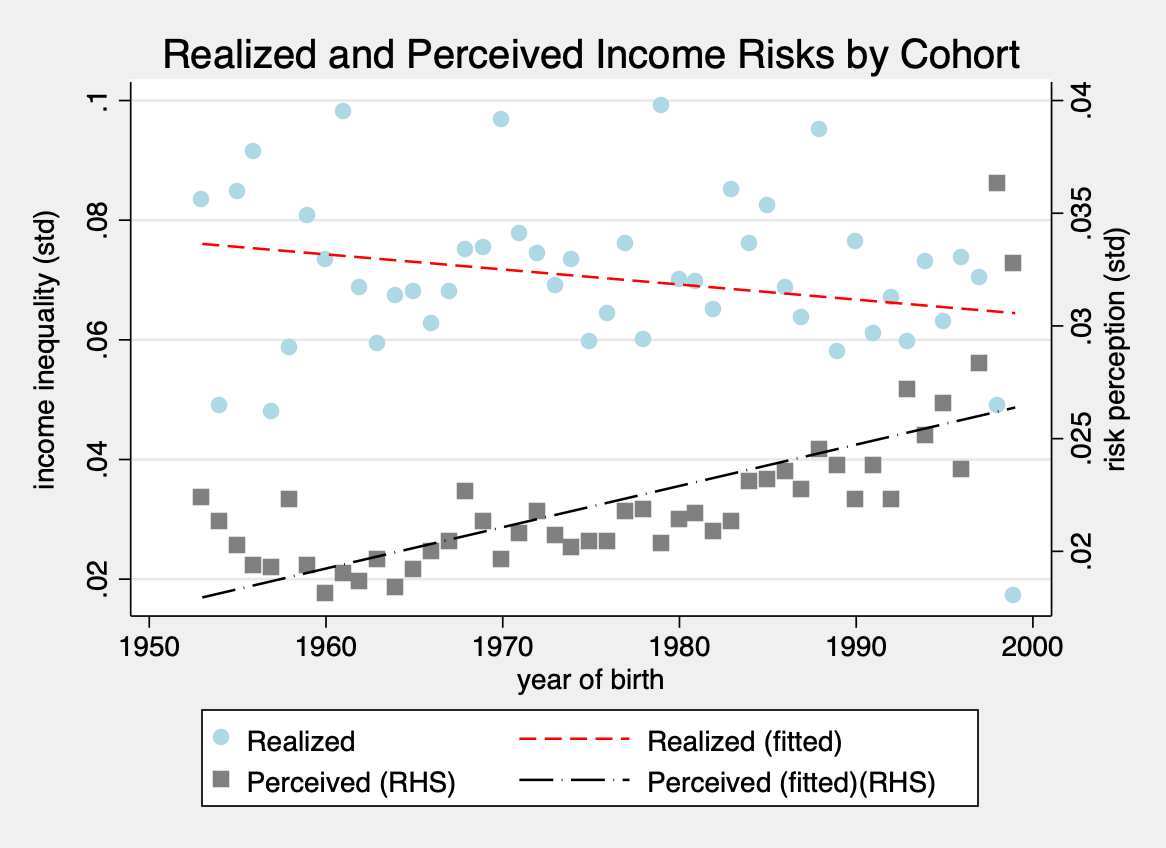 Realized and Perceived Income Risks by Cohort
income inequality (std)
.1
.08
.06
.04
.02
.04
.035
.03
.025
.02
risk perception (std)
1950 1960 1970 1980 1990 2000
year of birth
Realized Realized (fitted)
Perceived (RHS) Perceived (fitted)(RHS)